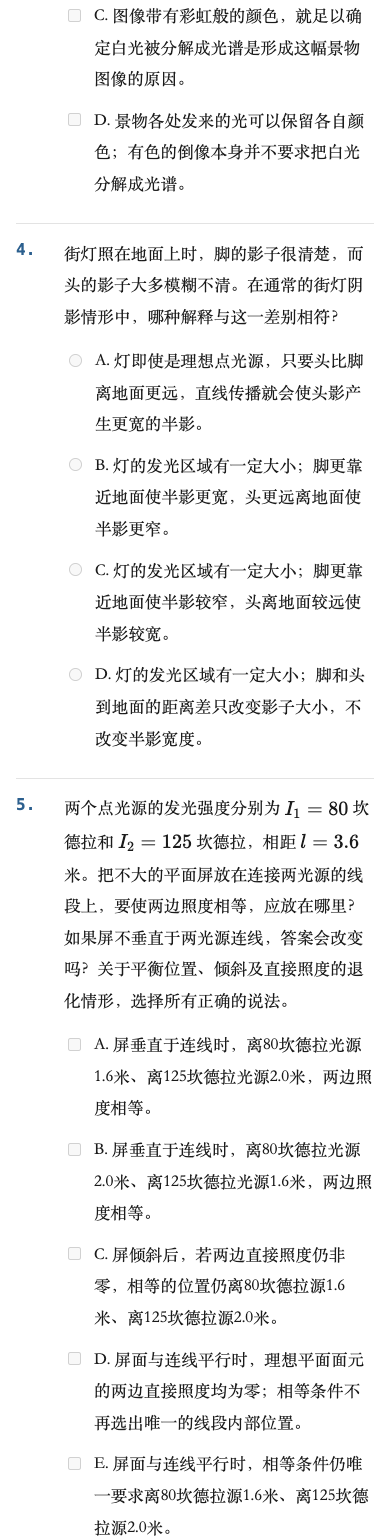 C. 图像带有彩虹般的颜色，就足以确
定白光被分解成光谱是形成这幅景物
图像的原因。
D. 景物各处发来的光可以保留各自颜
色；有色的倒像本身并不要求把白光
分解成光谱。
4.
街灯照在地面上时，脚的影子很清楚，而
头的影子大多模糊不清。在通常的街灯阴
影情形中，哪种解释与这一差别相符？
A. 灯即使是理想点光源，只要头比脚
离地面更远，直线传播就会使头影产
生更宽的半影。
B. 灯的发光区域有一定大小；脚更靠
近地面使半影更宽，头更远离地面使
半影更窄。
C. 灯的发光区域有一定大小；脚更靠
近地面使半影较窄，头离地面较远使
半影较宽。
D. 灯的发光区域有一定大小；脚和头
到地面的距离差只改变影子大小，不
改变半影宽度。
5.
两个点光源的发光强度分别为 I₁ = 80 坎
德拉和 I₂ = 125 坎德拉，相距 l = 3.6
米。把不大的平面屏放在连接两光源的线
段上，要使两边照度相等，应放在哪里？
如果屏不垂直于两光源连线，答案会改变
吗？关于平衡位置、倾斜及直接照度的退
化情形，选择所有正确的说法。
A. 屏垂直于连线时，离80坎德拉光源
1.6米、离125坎德拉光源2.0米，两边照
度相等。
B. 屏垂直于连线时，离80坎德拉光源
2.0米、离125坎德拉光源1.6米，两边照
度相等。
C. 屏倾斜后，若两边直接照度仍非
零，相等的位置仍离80坎德拉源1.6
米、离125坎德拉源2.0米。
D. 屏面与连线平行时，理想平面面元
的两边直接照度均为零；相等条件不
再选出唯一的线段内部位置。
E. 屏面与连线平行时，相等条件仍唯
一要求离80坎德拉源1.6米、离125坎德
拉源2.0米。